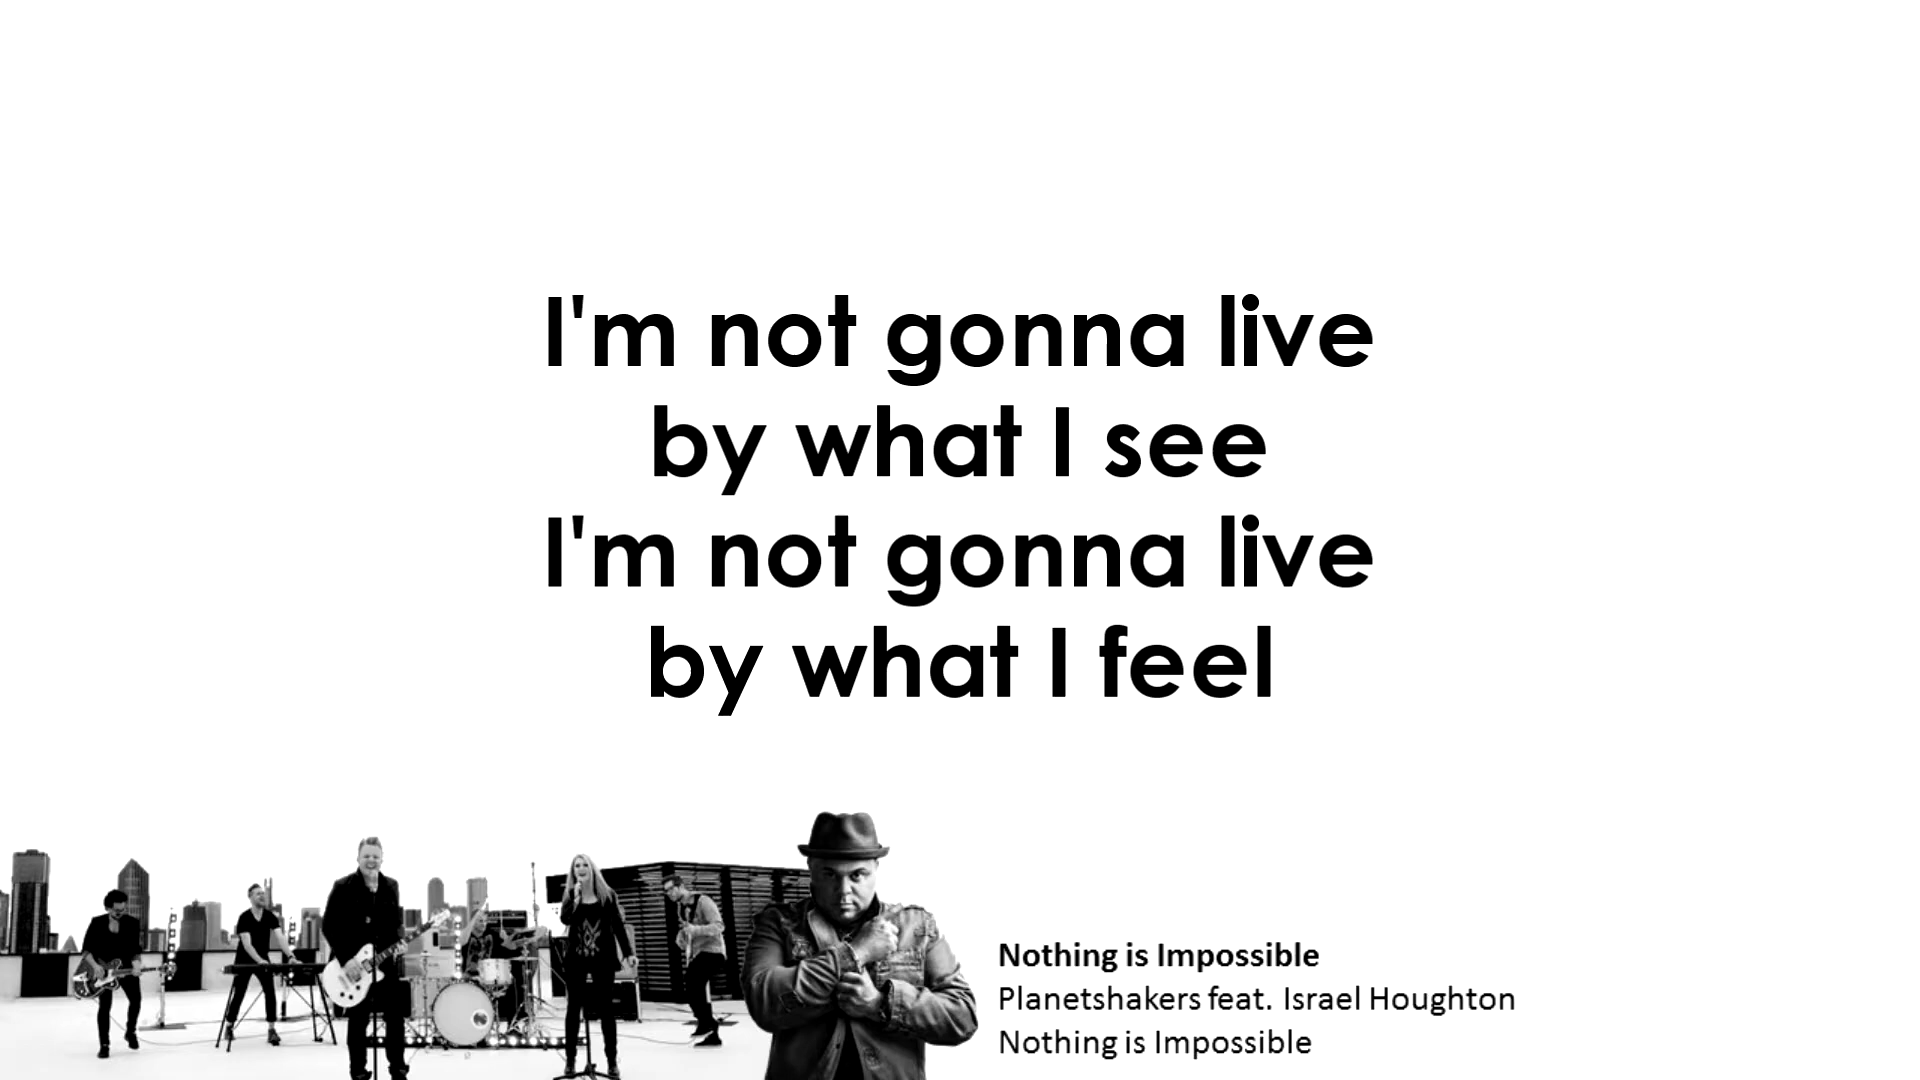 I'm not gonna live
by what I see
I'm not gonna live
by what I feel
Nothing is Impossible
Planetshakers feat. Israel Houghton
Nothing is Impossible